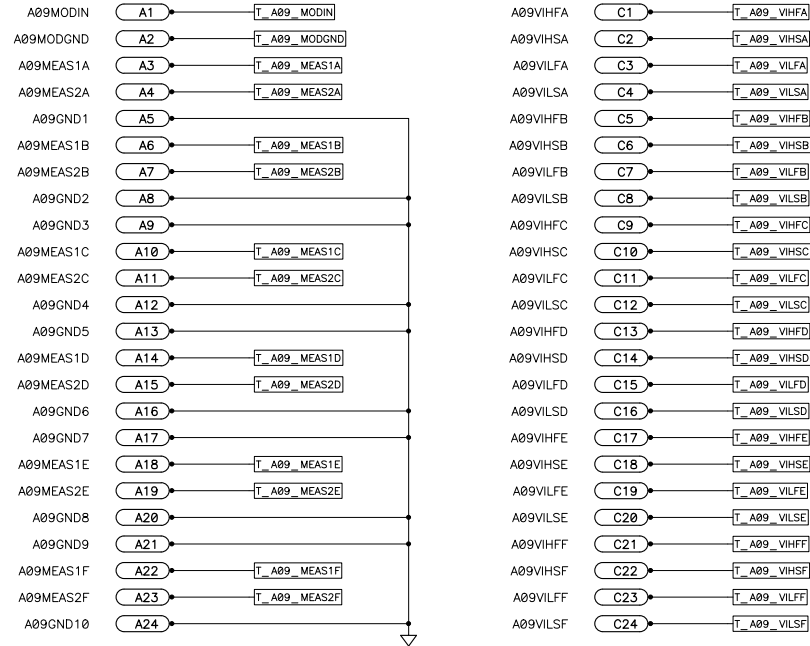 A09MODIN A1 T_A09_MODIN
A09MODGND A2 T_A09_MODGND
A09MEAS1A A3 T_A09_MEAS1A
A09MEAS2A A4 T_A09_MEAS2A
A09GND1 A5
A09MEAS1B A6 T_A09_MEAS1B
A09MEAS2B A7 T_A09_MEAS2B
A09GND2 A8
A09GND3 A9
A09MEAS1C A10 T_A09_MEAS1C
A09MEAS2C A11 T_A09_MEAS2C
A09GND4 A12
A09GND5 A13
A09MEAS1D A14 T_A09_MEAS1D
A09MEAS2D A15 T_A09_MEAS2D
A09GND6 A16
A09GND7 A17
A09MEAS1E A18 T_A09_MEAS1E
A09MEAS2E A19 T_A09_MEAS2E
A09GND8 A20
A09GND9 A21
A09MEAS1F A22 T_A09_MEAS1F
A09MEAS2F A23 T_A09_MEAS2F
A09GND10 A24
A09VIHFA C1 T_A09_VIHFA
A09VIHSA C2 T_A09_VIHSA
A09VILFA C3 T_A09_VILFA
A09VILSA C4 T_A09_VILSA
A09VIHFB C5 T_A09_VIHFB
A09VIHSB C6 T_A09_VIHSB
A09VILFB C7 T_A09_VILFB
A09VILSB C8 T_A09_VILSB
A09VIHFC C9 T_A09_VIHFC
A09VIHSC C10 T_A09_VIHSC
A09VILFC C11 T_A09_VILFC
A09VILSC C12 T_A09_VILSC
A09VIHFD C13 T_A09_VIHFD
A09VIHSD C14 T_A09_VIHSD
A09VILFD C15 T_A09_VILFD
A09VILSD C16 T_A09_VILSD
A09VIHFE C17 T_A09_VIHFE
A09VIHSE C18 T_A09_VIHSE
A09VILFE C19 T_A09_VILFE
A09VILSE C20 T_A09_VILSE
A09VIHFF C21 T_A09_VIHFF
A09VIHSF C22 T_A09_VIHSF
A09VILFF C23 T_A09_VILFF
A09VILSF C24 T_A09_VILSF